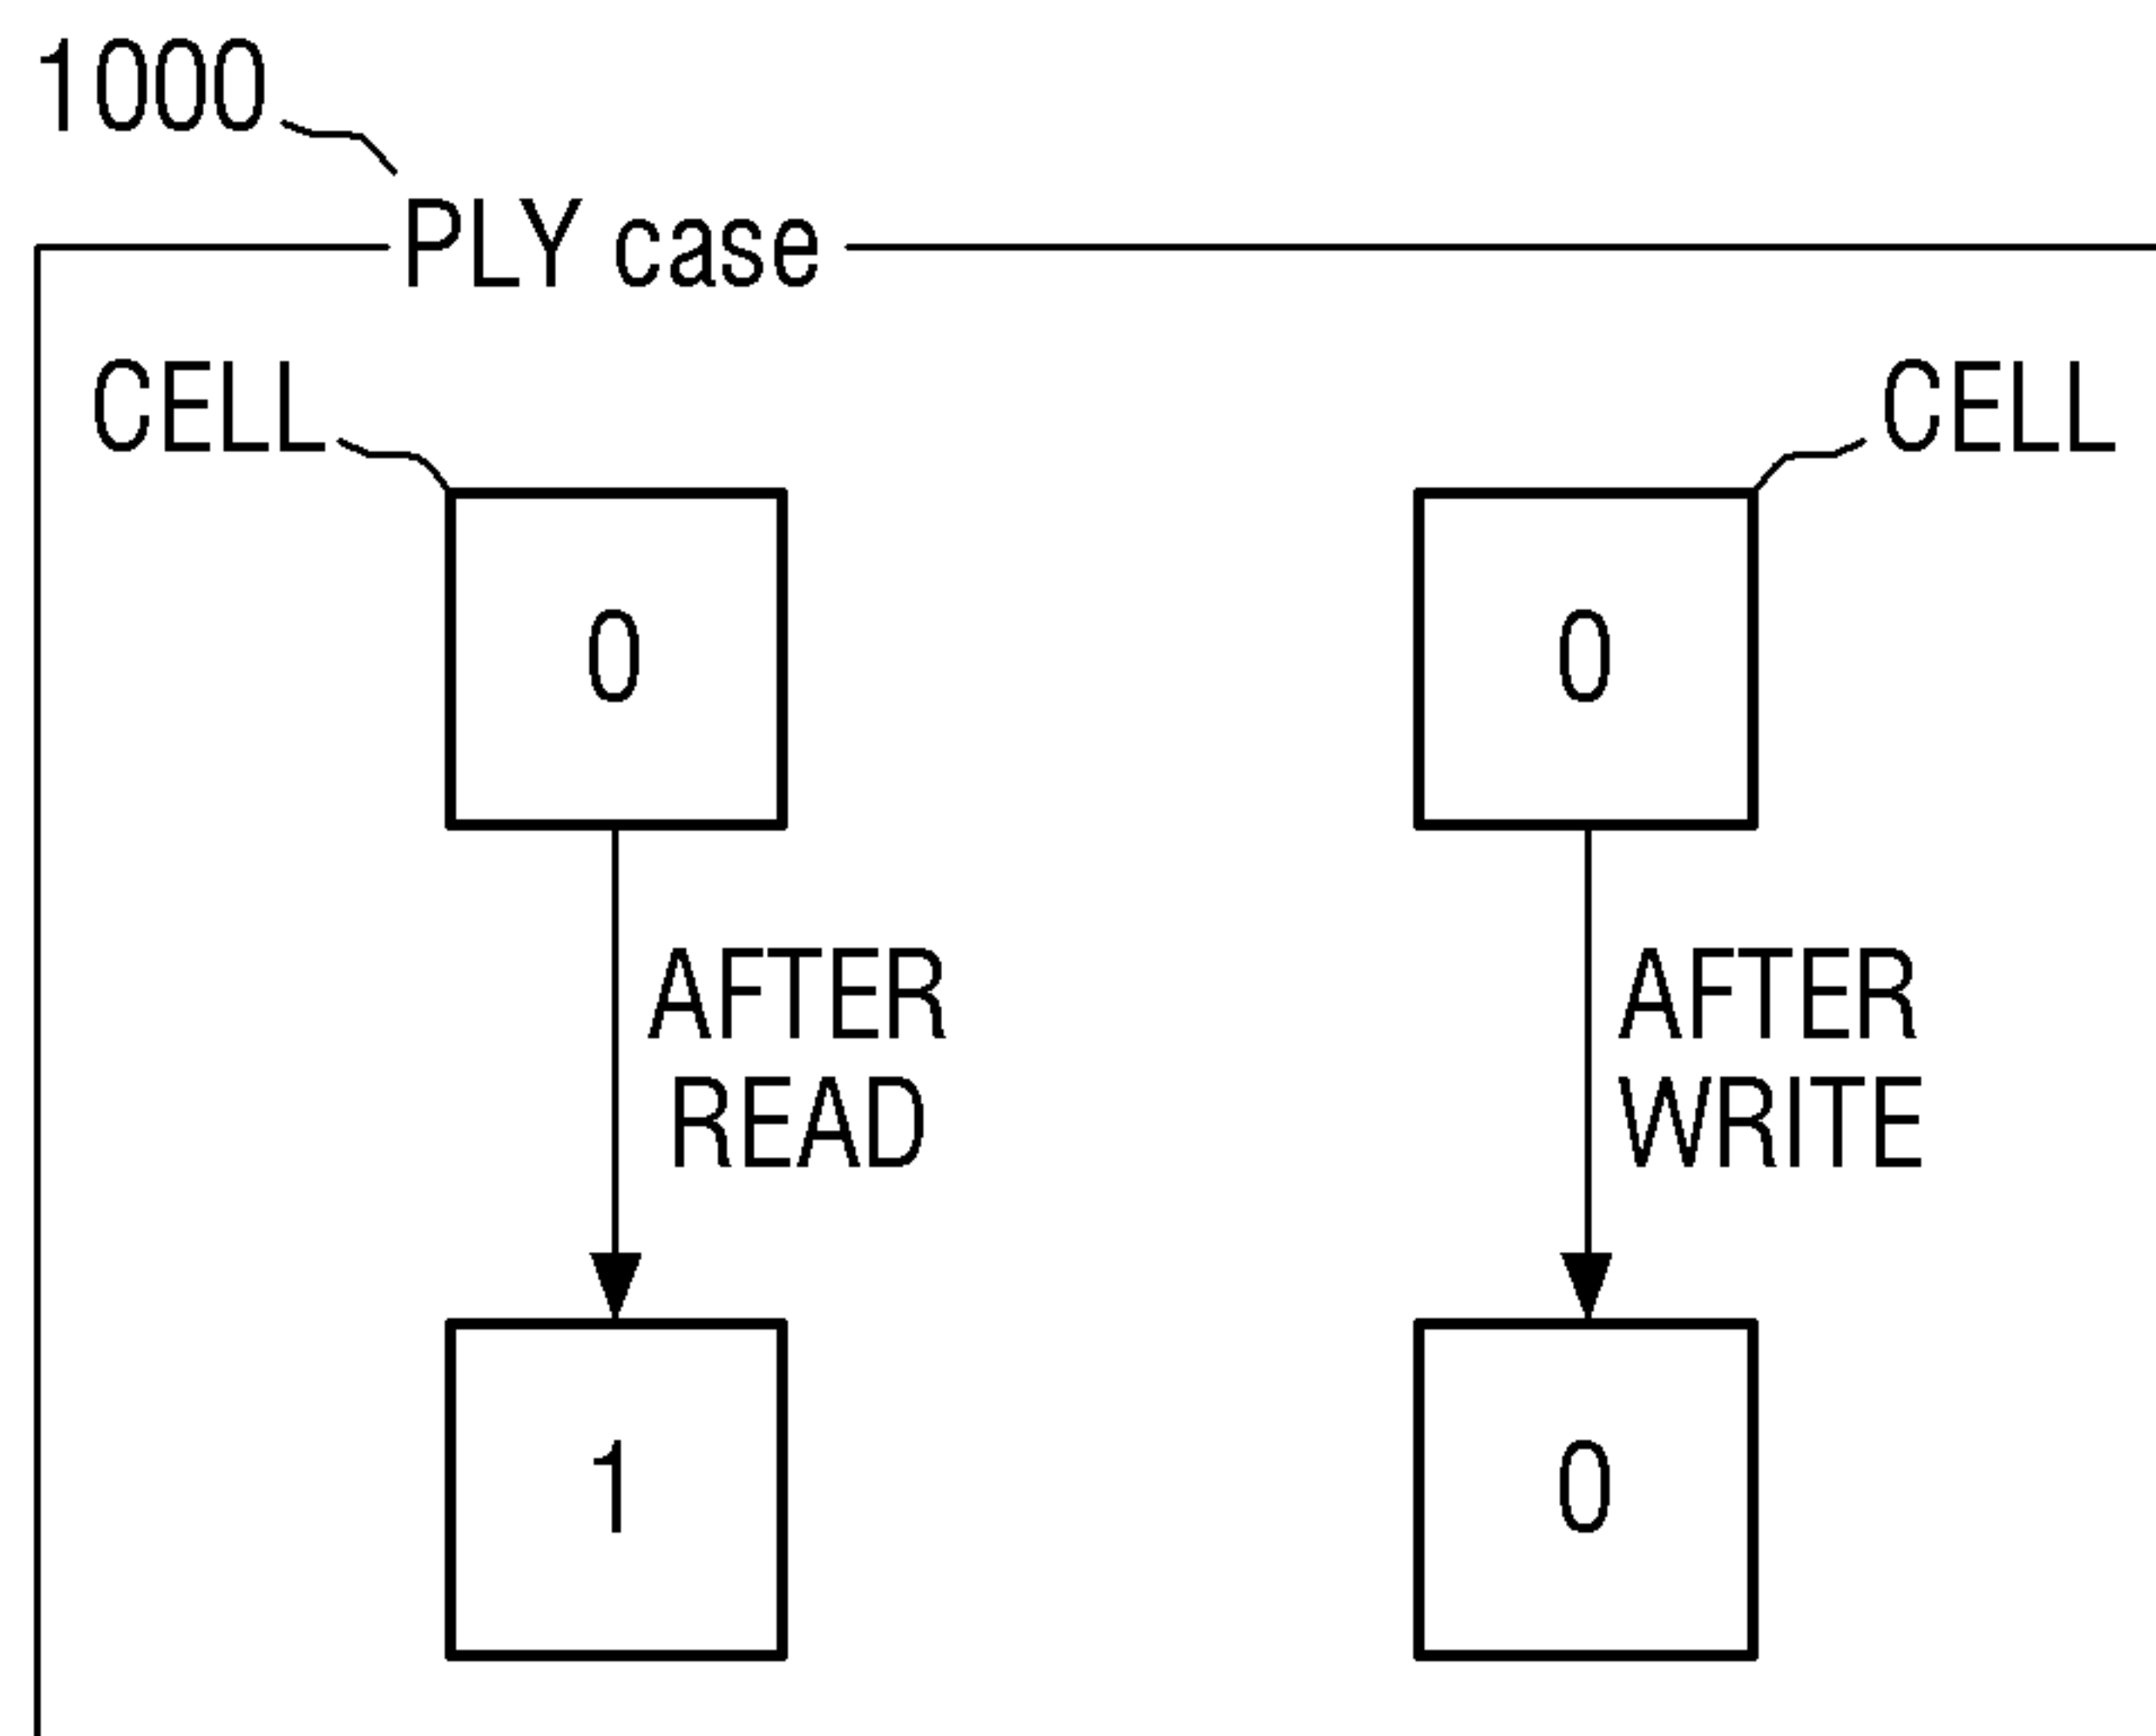 1000
PLY case
CELL
CELL
0
0
AFTER
READ
AFTER
WRITE
1
0